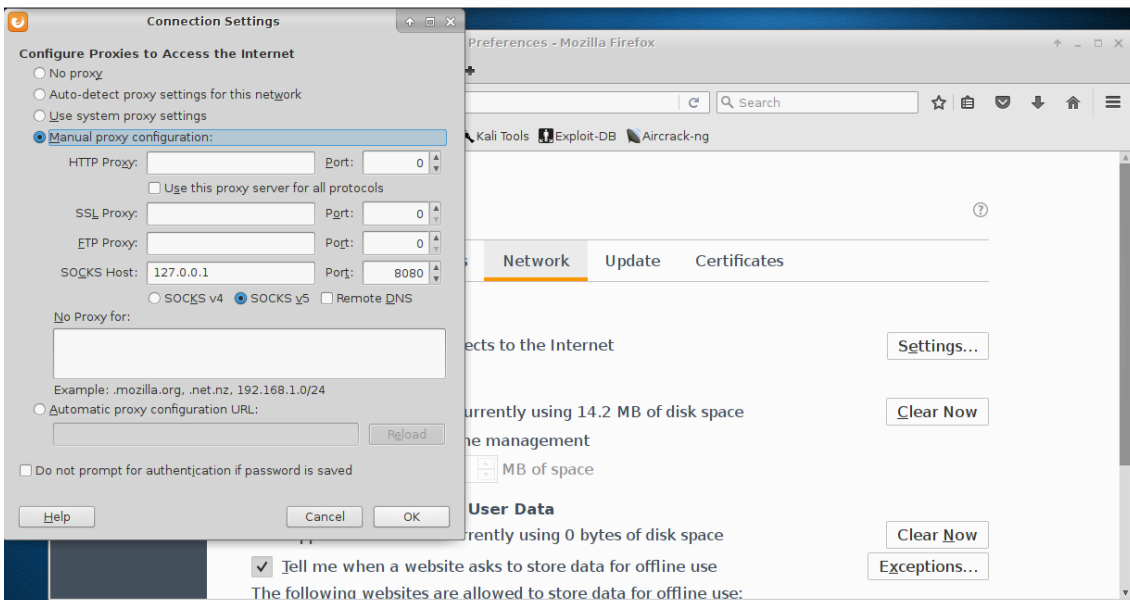 Connection Settings
Configure Proxies to Access the Internet
No proxy
Auto-detect proxy settings for this network
Use system proxy settings
Manual proxy configuration:
HTTP Proxy: Port: 0
Use this proxy server for all protocols
SSL Proxy: Port: 0
FTP Proxy: Port: 0
SOCKS Host: 127.0.0.1 Port: 8080
SOCKS v4 SOCKS v5 Remote DNS
No Proxy for:
Example: .mozilla.org, .net.nz, 192.168.1.0/24
Automatic proxy configuration URL:
Reload
Do not prompt for authentication if password is saved
Help Cancel OK
Preferences - Mozilla Firefox
Search
Kali Tools Exploit-DB Aircrack-ng
Network Update Certificates
to the Internet
Settings...
using 14.2 MB of disk space
Clear Now
management
MB of space
User Data
using 0 bytes of disk space
Clear Now
Tell me when a website asks to store data for offline use
Exceptions...
The following websites are allowed to store data for offline use: